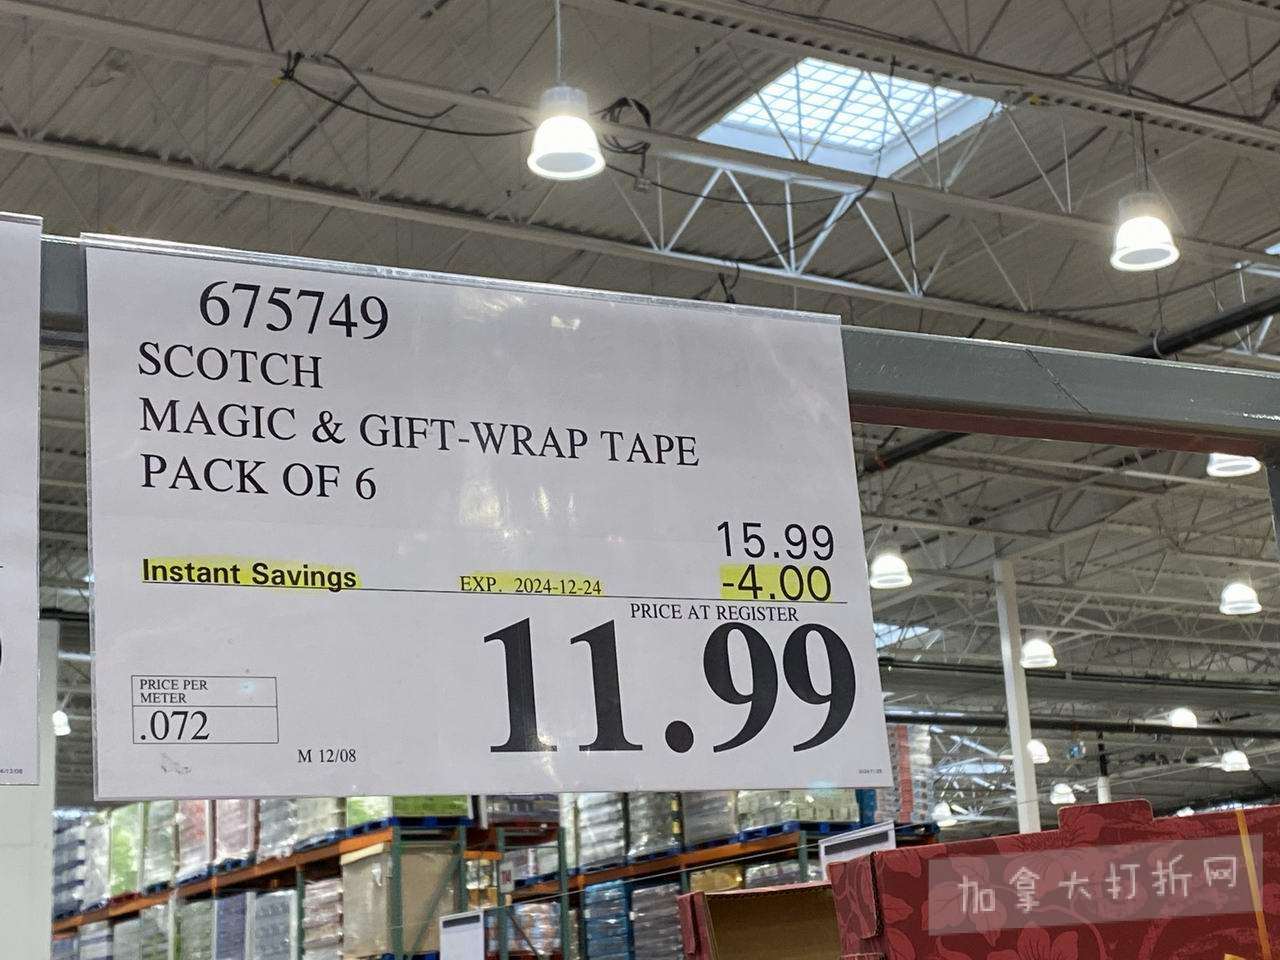 675749
SCOTCH
MAGIC & GIFT-WRAP TAPE
PACK OF 6
15.99
Instant Savings EXP. 2024-12-24 -4.00
PRICE AT REGISTER
11.99
PRICE PER
METER
.072
M 12/08
加拿大打折网